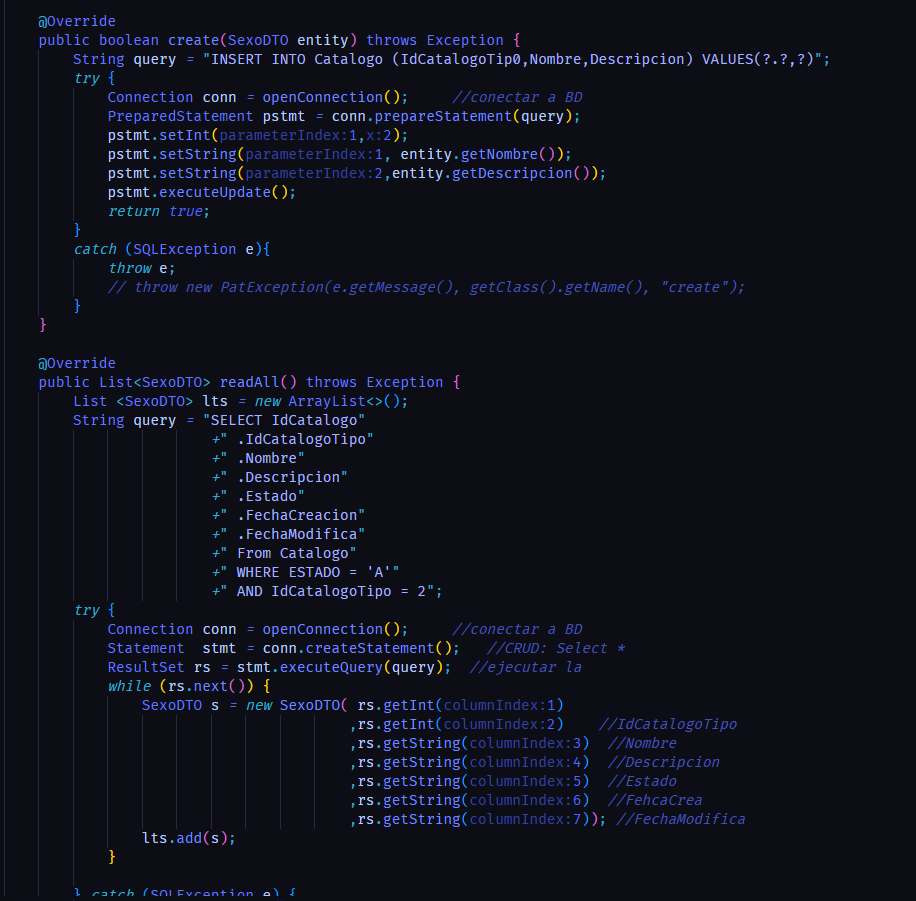 @Override
public boolean create(SexoDTO entity) throws Exception {
String query = "INSERT INTO Catalogo (IdCatalogoTip0,Nombre,Descripcion) VALUES(?.?,?)";
try {
Connection conn = openConnection();     //conectar a BD
PreparedStatement pstmt = conn.prepareStatement(query);
pstmt.setInt(parameterIndex:1,x:2);
pstmt.setString(parameterIndex:1, entity.getNombre());
pstmt.setString(parameterIndex:2,entity.getDescripcion());
pstmt.executeUpdate();
return true;
}
catch (SQLException e){
throw e;
// throw new PatException(e.getMessage(), getClass().getName(), "create");
}
}
@Override
public List<SexoDTO> readAll() throws Exception {
List <SexoDTO> lts = new ArrayList<>();
String query = "SELECT IdCatalogo"
+" .IdCatalogoTipo"
+" .Nombre"
+" .Descripcion"
+" .Estado"
+" .FechaCreacion"
+" .FechaModifica"
+" From Catalogo"
+" WHERE ESTADO = 'A'"
+" AND IdCatalogoTipo = 2";
try {
Connection conn = openConnection();     //conectar a BD
Statement  stmt = conn.createStatement();   //CRUD: Select *
ResultSet rs = stmt.executeQuery(query);  //ejecutar la
while (rs.next()) {
SexoDTO s = new SexoDTO( rs.getInt(columnIndex:1)
,rs.getInt(columnIndex:2)    //IdCatalogoTipo
,rs.getString(columnIndex:3)  //Nombre
,rs.getString(columnIndex:4)  //Descripcion
,rs.getString(columnIndex:5)  //Estado
,rs.getString(columnIndex:6)  //FehcaCrea
,rs.getString(columnIndex:7)); //FechaModifica
lts.add(s);
}
} catch (SQLException e) {